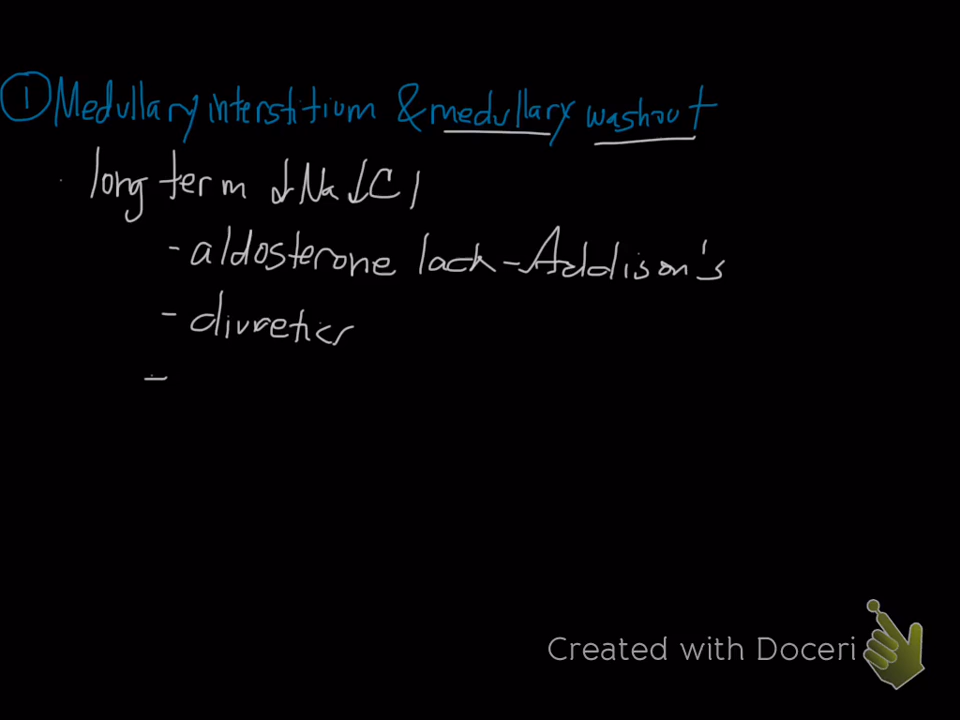 ① Medullary interstitium & medullary washout
long term ↓Na ↓Cl
- aldosterone lack - Addison's
- diuretics
-
Created with Doceri